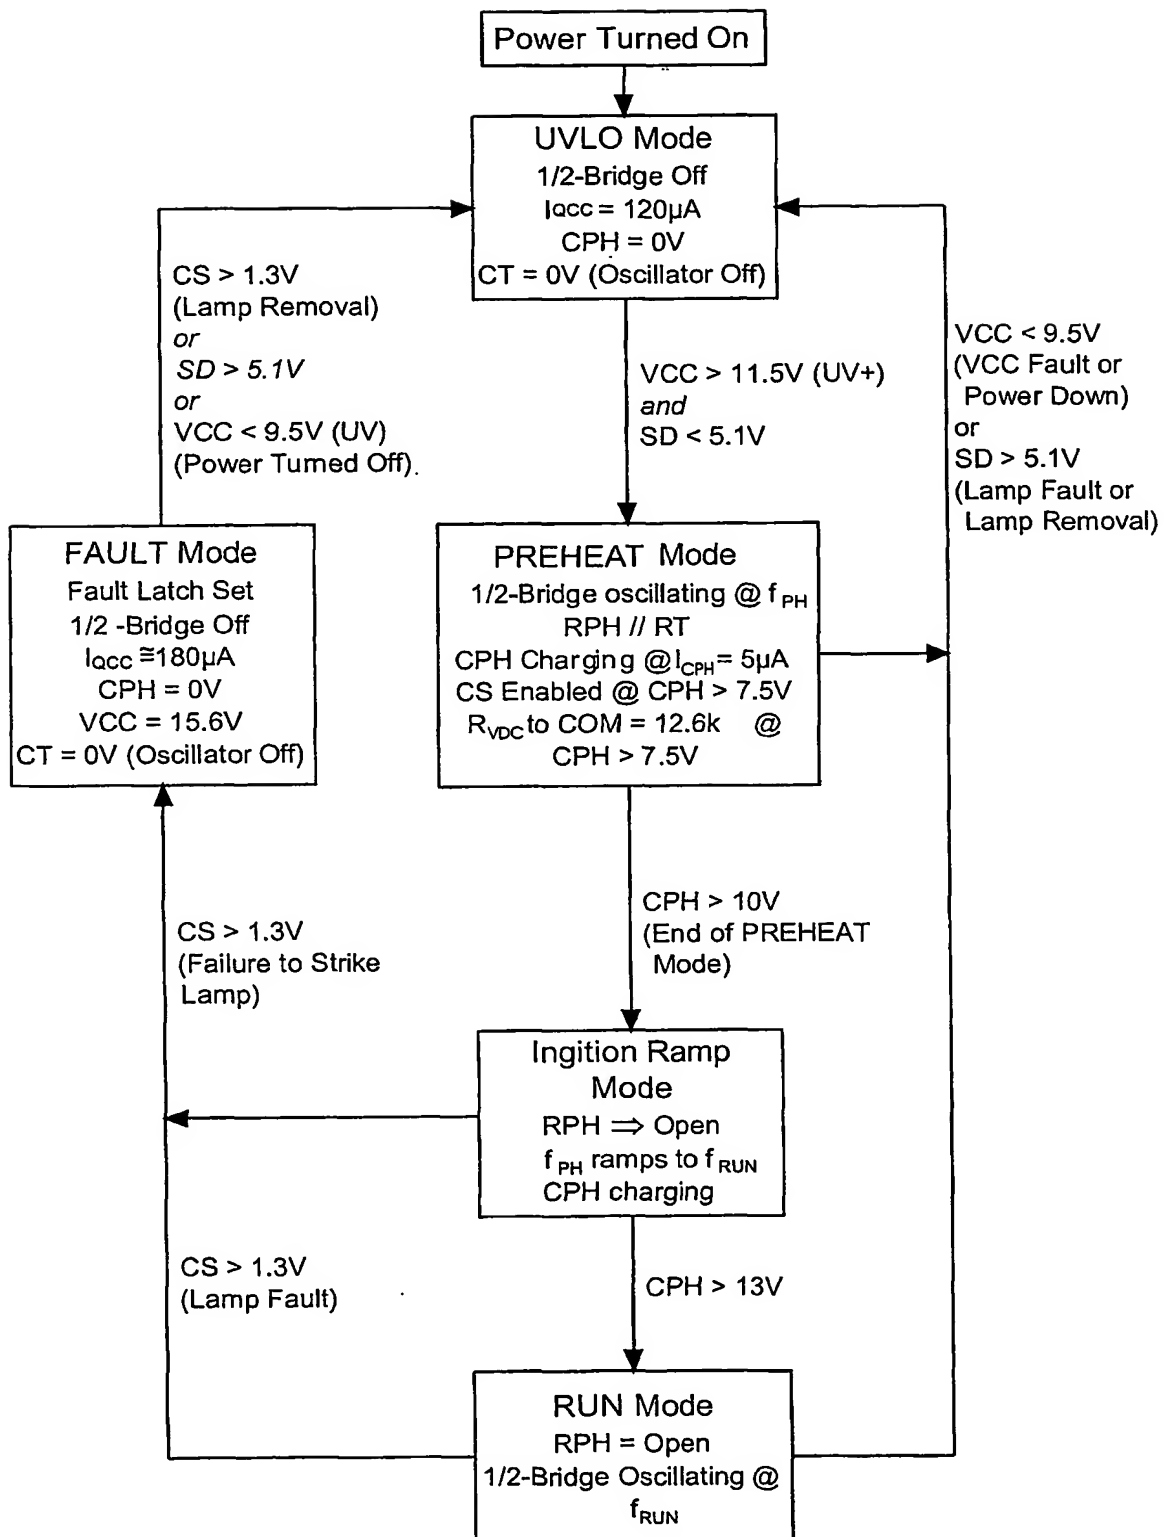 Power Turned On
UVLO Mode
1/2-Bridge Off
IQCC = 120µA
CPH = 0V
CT = 0V (Oscillator Off)
CS > 1.3V
(Lamp Removal)
or
SD > 5.1V
or
VCC < 9.5V (UV)
(Power Turned Off).
VCC > 11.5V (UV+)
and
SD < 5.1V
VCC < 9.5V
(VCC Fault or
Power Down)
or
SD > 5.1V
(Lamp Fault or
Lamp Removal)
FAULT Mode
Fault Latch Set
1/2 -Bridge Off
IQCC ≅180µA
CPH = 0V
VCC = 15.6V
CT = 0V (Oscillator Off)
PREHEAT Mode
1/2-Bridge oscillating @ fPH
RPH // RT
CPH Charging @ICPH = 5µA
CS Enabled @ CPH > 7.5V
RVDC to COM = 12.6k @
CPH > 7.5V
CS > 1.3V
(Failure to Strike
Lamp)
CPH > 10V
(End of PREHEAT
Mode)
Ingition Ramp
Mode
RPH ⇒ Open
fPH ramps to fRUN
CPH charging
CS > 1.3V
(Lamp Fault)
CPH > 13V
RUN Mode
RPH = Open
1/2-Bridge Oscillating @
fRUN